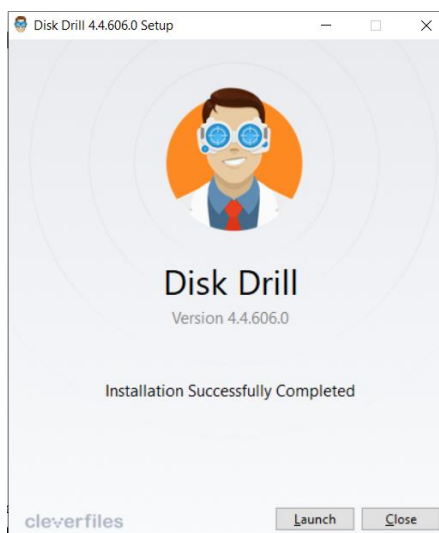 Disk Drill 4.4.606.0 Setup
Disk Drill
Version 4.4.606.0
Installation Successfully Completed
cleverfiles
Launch
Close